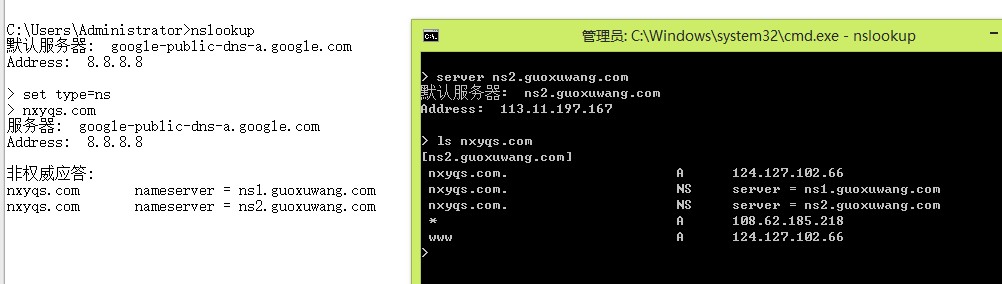 C:\Users\Administrator>nslookup
默认服务器:  google-public-dns-a.google.com
Address:  8.8.8.8
> set type=ns
> nxyqs.com
服务器:  google-public-dns-a.google.com
Address:  8.8.8.8
非权威应答:
nxyqs.com       nameserver = ns1.guoxuwang.com
nxyqs.com       nameserver = ns2.guoxuwang.com
管理员: C:\Windows\system32\cmd.exe - nslookup
> server ns2.guoxuwang.com
默认服务器:  ns2.guoxuwang.com
Address:  113.11.197.167
> ls nxyqs.com
[ns2.guoxuwang.com]
nxyqs.com.                     A      124.127.102.66
nxyqs.com.                     NS     server = ns1.guoxuwang.com
nxyqs.com.                     NS     server = ns2.guoxuwang.com
*                              A      108.62.185.218
www                            A      124.127.102.66
>